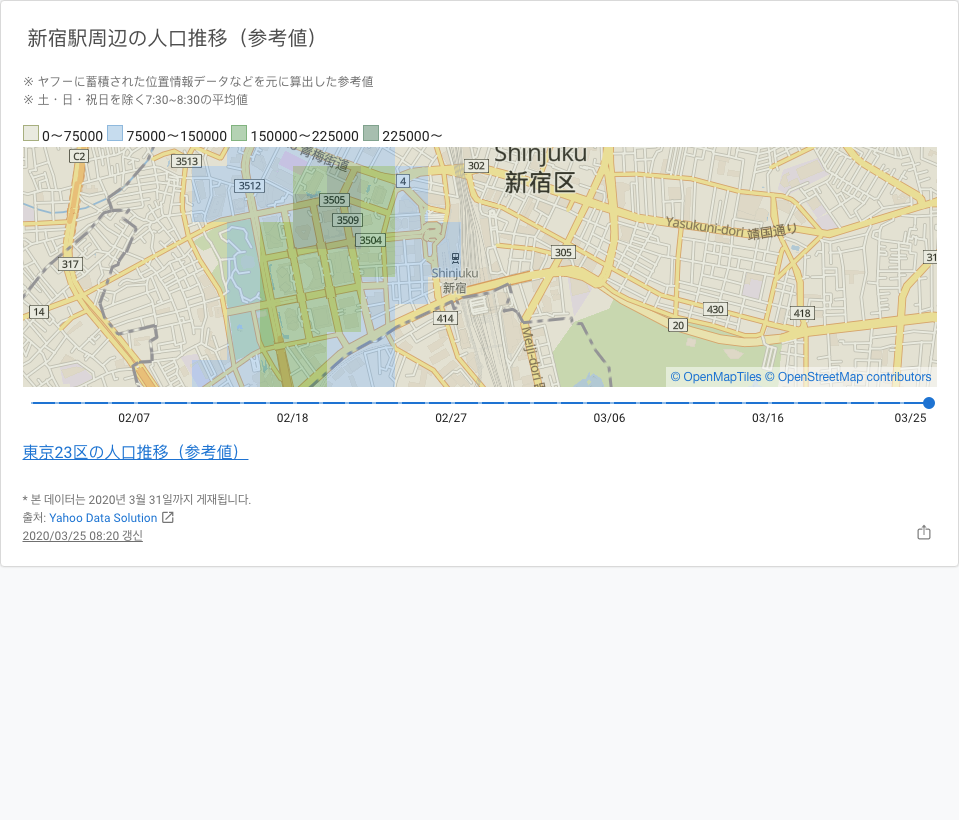 新宿駅周辺の人口推移（参考値）
※ ヤフーに蓄積された位置情報データなどを元に算出した参考値
※ 土・日・祝日を除く7:30~8:30の平均値
0〜75000 75000〜150000 150000〜225000 225000〜
C2
3513
青梅街道
302
Shinjuku
新宿区
3512
4
3505
3509
3504
Yasukuni-dori 靖国通り
317
305
31
Shinjuku
新宿
14
414
20
430
418
Meiji-dori
© OpenMapTiles © OpenStreetMap contributors
02/07 02/18 02/27 03/06 03/16 03/25
東京23区の人口推移（参考値）
* 본 데이터는 2020년 3월 31일까지 게재됩니다.
출처: Yahoo Data Solution
2020/03/25 08:20 갱신